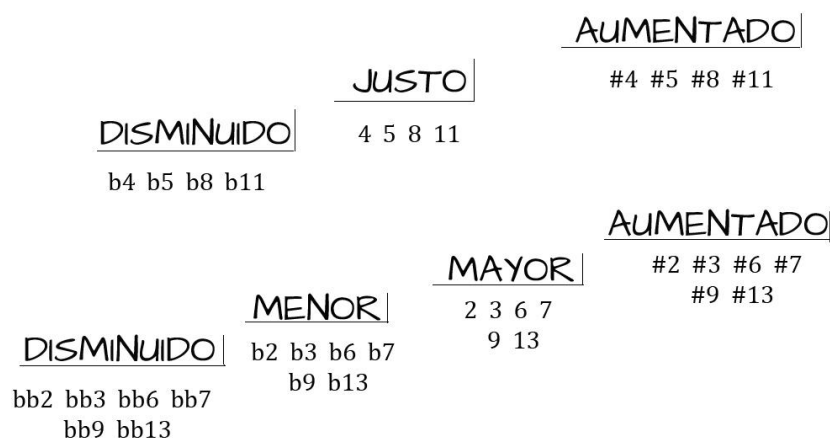 AUMENTADO
#4 #5 #8 #11
JUSTO
4 5 8 11
DISMINUIDO
b4 b5 b8 b11
AUMENTADO
#2 #3 #6 #7
#9 #13
MAYOR
2 3 6 7
9 13
MENOR
b2 b3 b6 b7
b9 b13
DISMINUIDO
bb2 bb3 bb6 bb7
bb9 bb13